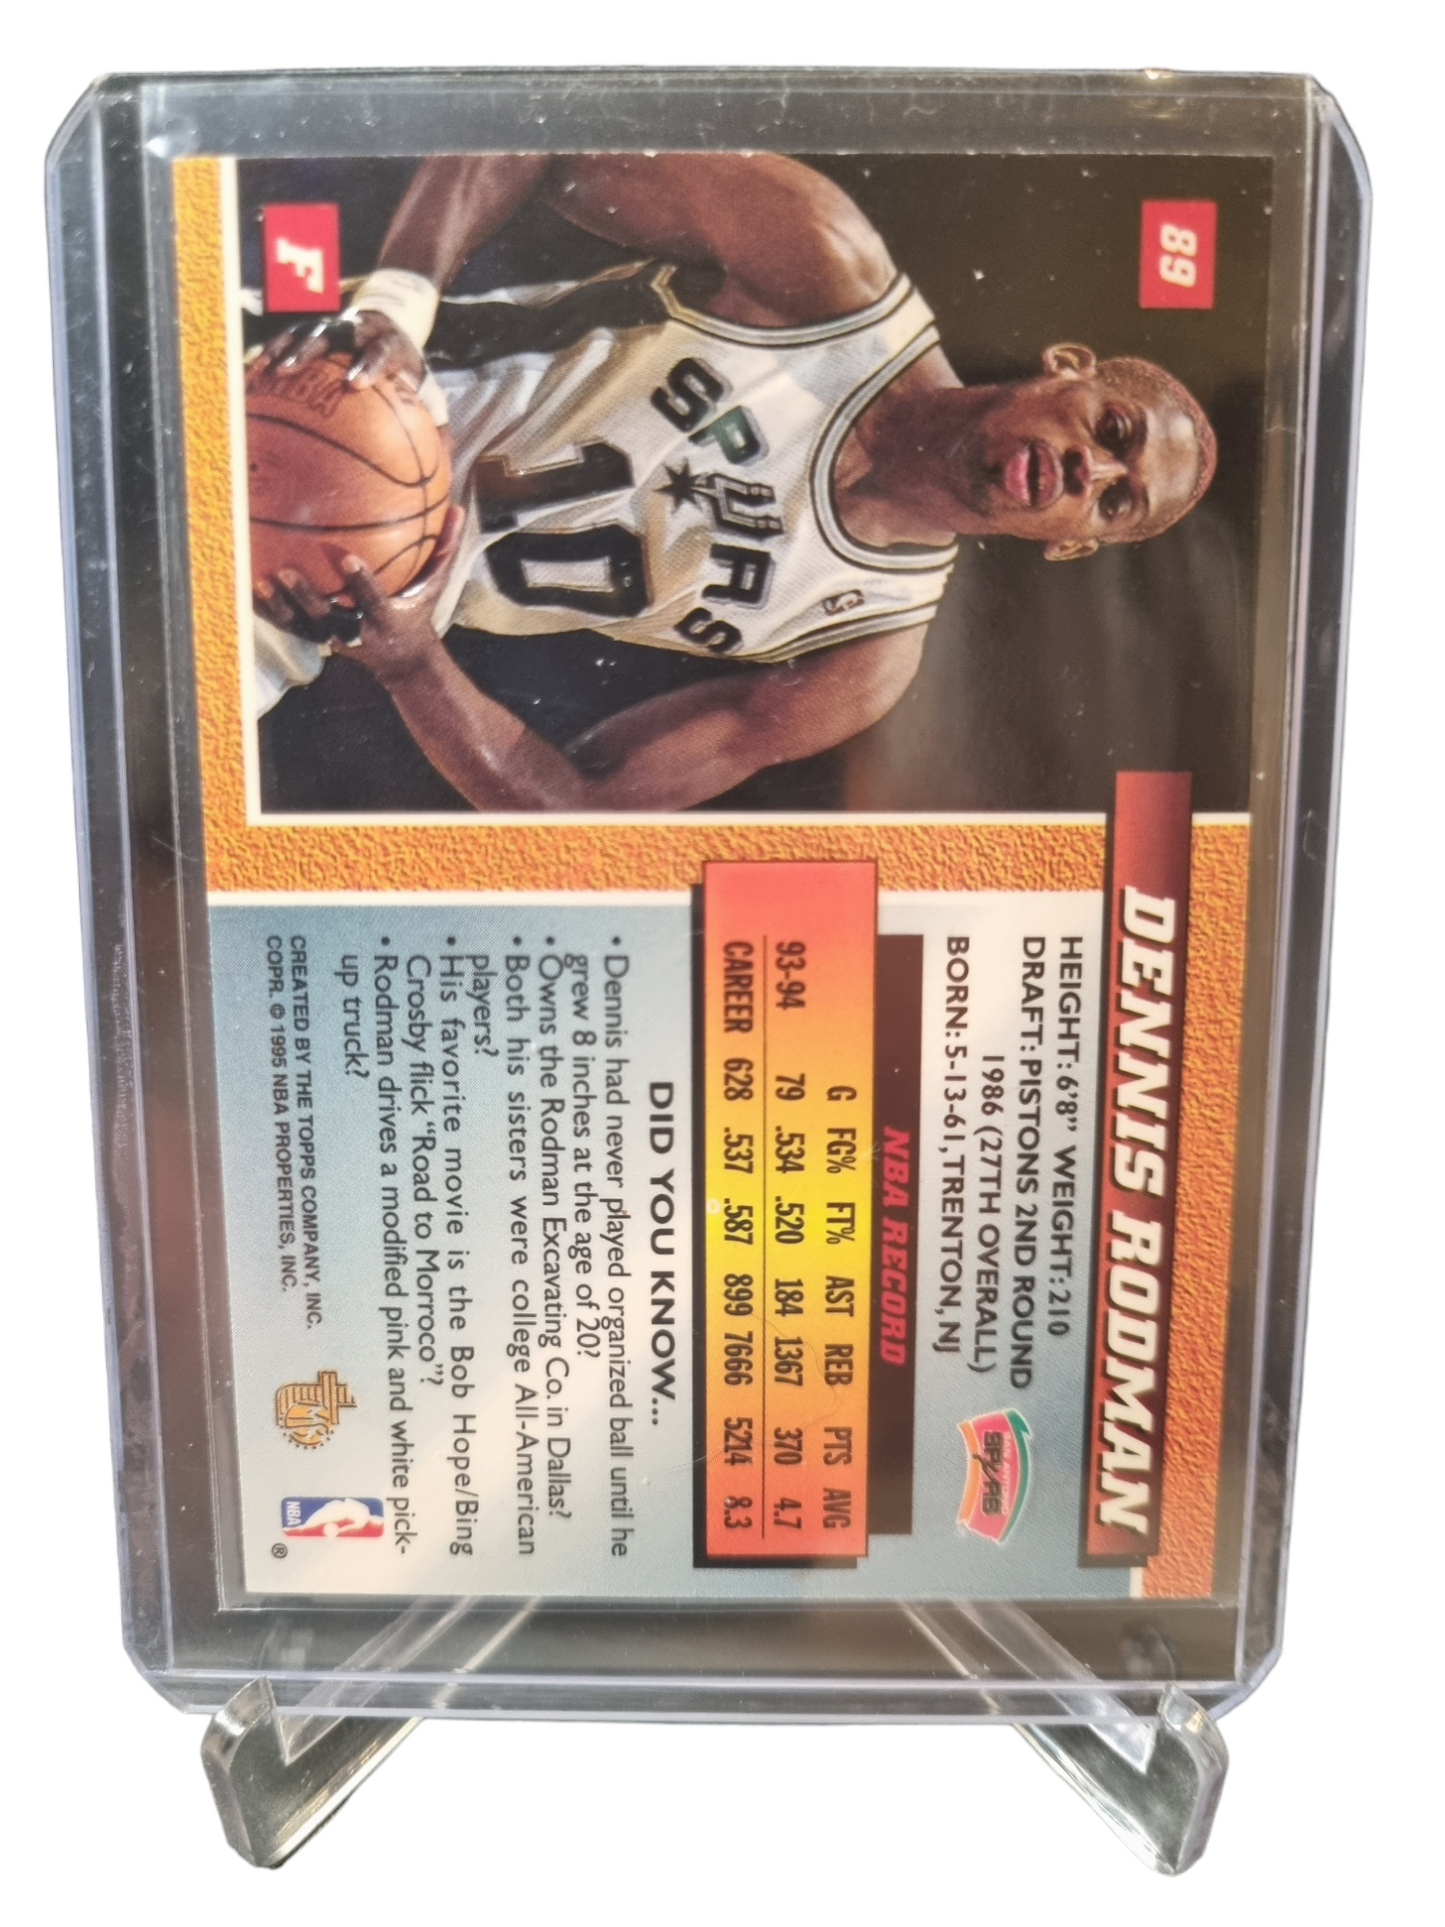 89
F
SPURS
10
NBA
DENNIS RODMAN
HEIGHT: 6'8" WEIGHT: 210
DRAFT: PISTONS 2ND ROUND
1986 (27TH OVERALL)
BORN: 5-13-61, TRENTON, NJ
SPURS
NBA RECORD
G FG% FT% AST REB PTS AVG
93-94 79 .534 .520 184 1367 370 4.7
CAREER 628 .537 .587 899 7666 5214 8.3
DID YOU KNOW...
• Dennis had never played organized ball until he
grew 8 inches at the age of 20?
• Owns the Rodman Excavating Co. in Dallas?
• Both his sisters were college All-American
players?
• His favorite movie is the Bob Hope/Bing
Crosby flick "Road to Morroco"?
• Rodman drives a modified pink and white pick-
up truck?
CREATED BY THE TOPPS COMPANY, INC.
COPR. © 1995 NBA PROPERTIES, INC.
NBA
®